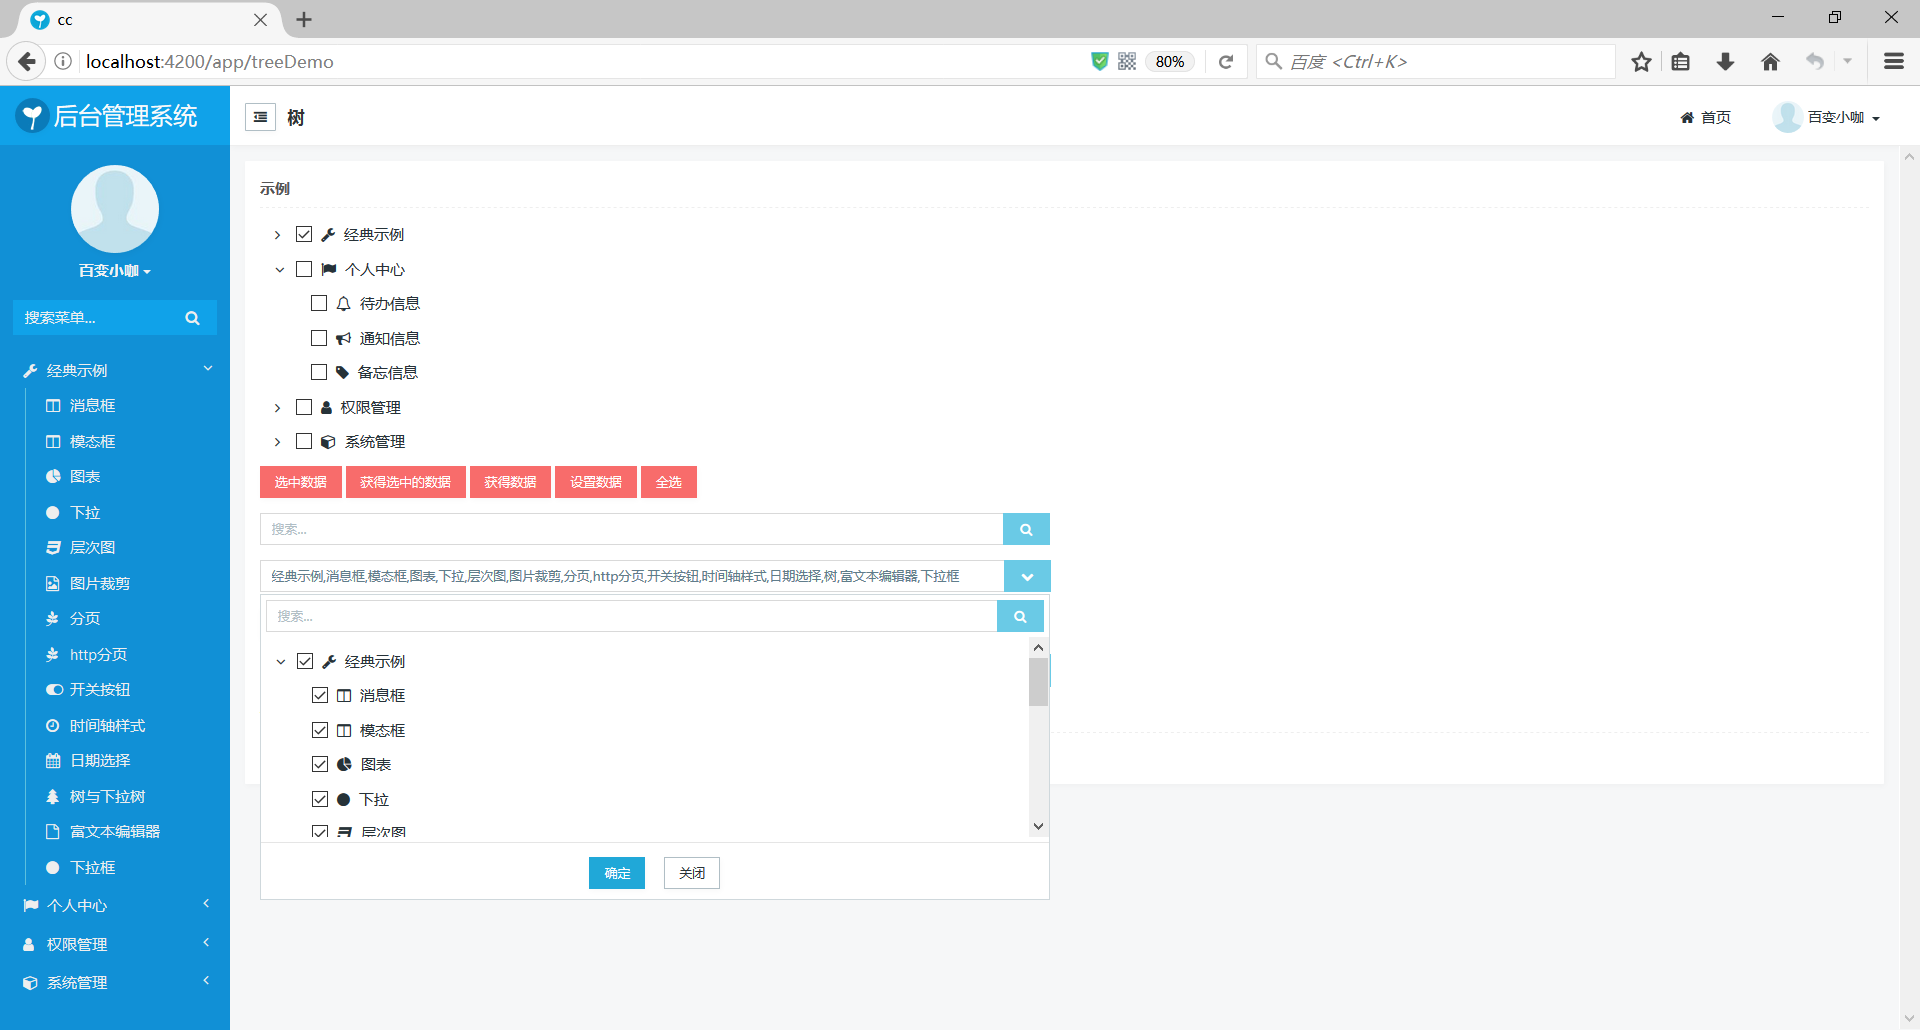 cc
localhost:4200/app/treeDemo
80%
百度 <Ctrl+K>
后台管理系统
树
首页
百变小咖
百变小咖
搜索菜单...
经典示例
消息框
模态框
图表
下拉
层次图
图片裁剪
分页
http分页
开关按钮
时间轴样式
日期选择
树与下拉树
富文本编辑器
下拉框
个人中心
权限管理
系统管理
示例
经典示例
个人中心
待办信息
通知信息
备忘信息
权限管理
系统管理
选中数据 获得选中的数据 获得数据 设置数据 全选
搜索...
经典示例,消息框,模态框,图表,下拉,层次图,图片裁剪,分页,http分页,开关按钮,时间轴样式,日期选择,树,富文本编辑器,下拉框
搜索...
经典示例
消息框
模态框
图表
下拉
层次图
确定 关闭